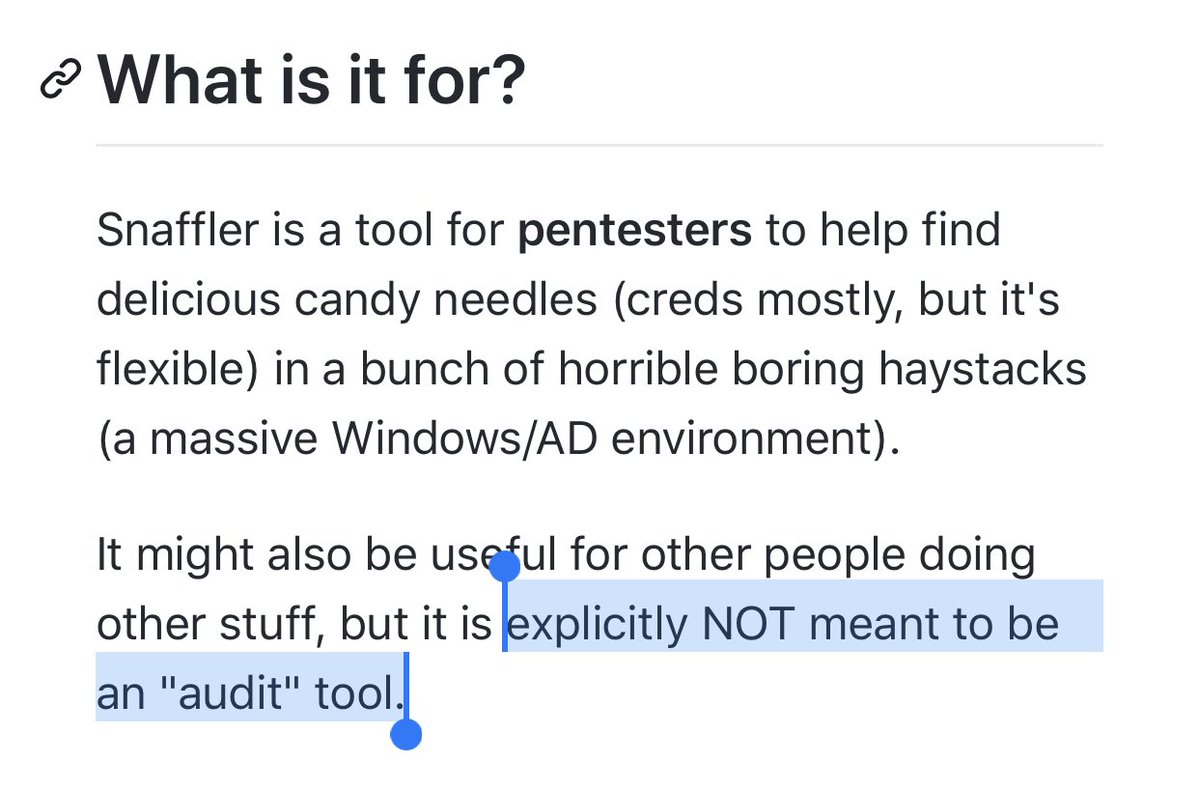 What is it for?
Snaffler is a tool for pentesters to help find
delicious candy needles (creds mostly, but it's
flexible) in a bunch of horrible boring haystacks
(a massive Windows/AD environment).
It might also be useful for other people doing
other stuff, but it is explicitly NOT meant to be
an "audit" tool.